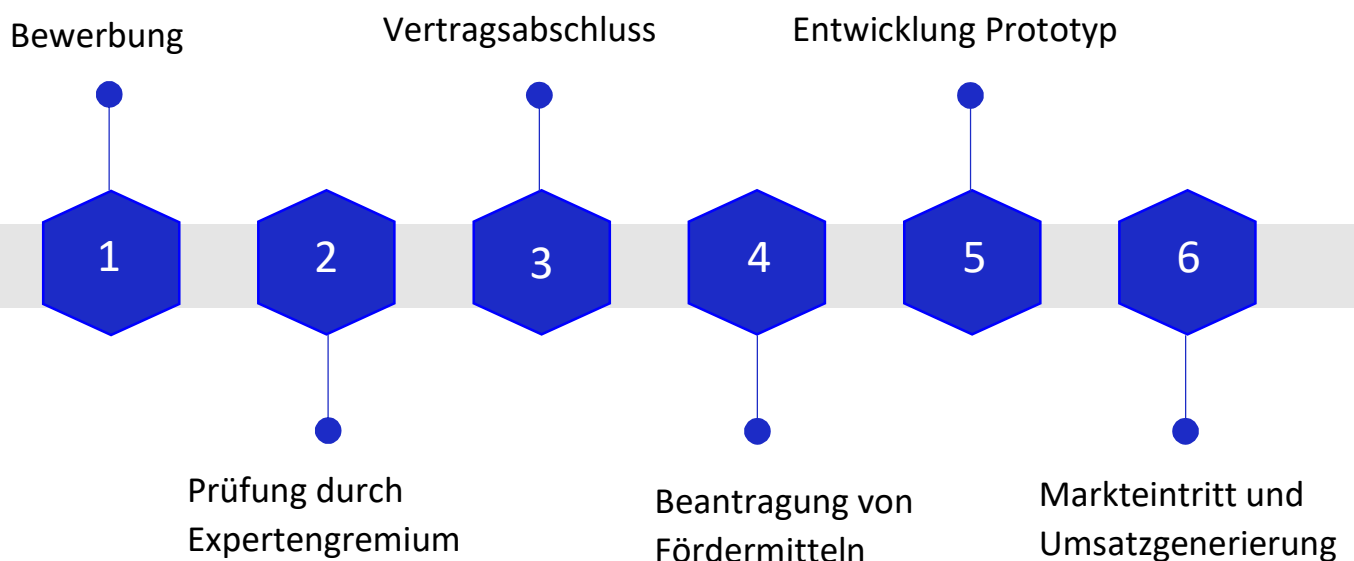 Bewerbung
Vertragsabschluss
Entwicklung Prototyp
1
2
3
4
5
6
Prüfung durch
Expertengremium
Beantragung von
Fördermitteln
Markteintritt und
Umsatzgenerierung